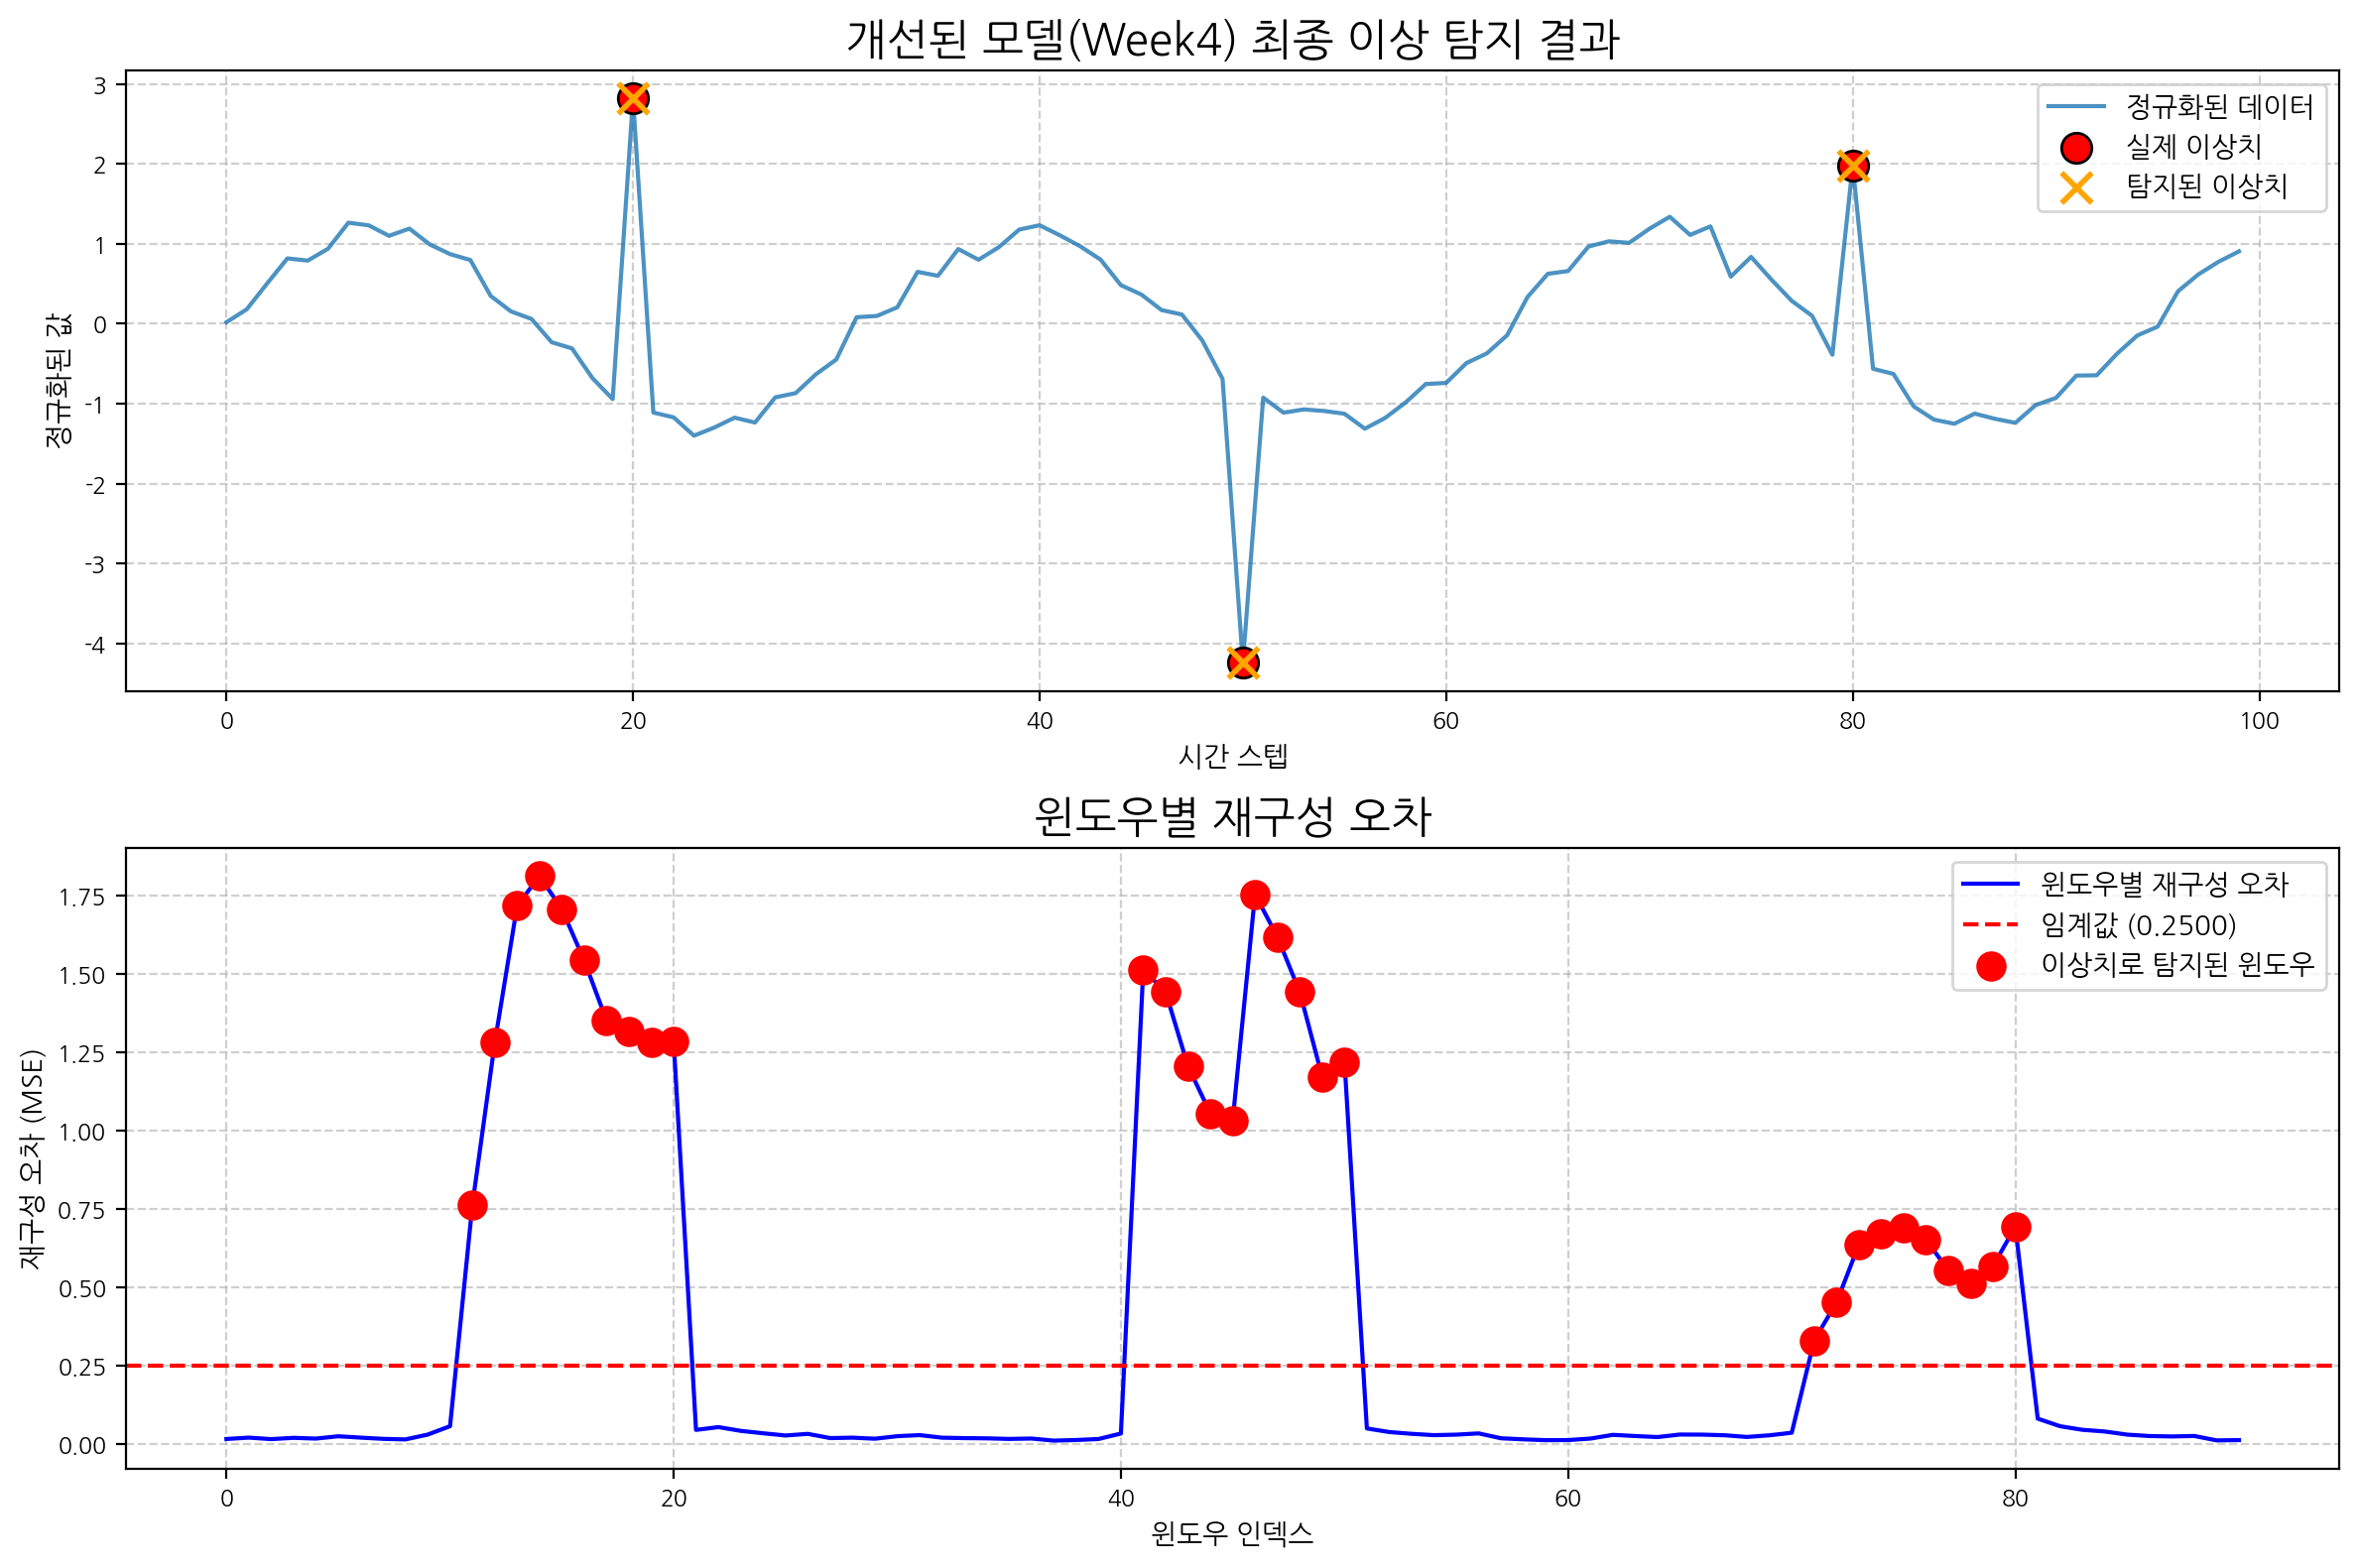 개선된 모델(Week4) 최종 이상 탐지 결과
3
2
1
0
-1
-2
-3
-4
정규화된 값
정규화된 데이터
실제 이상치
탐지된 이상치
0 20 40 60 80 100
시간 스텝
윈도우별 재구성 오차
1.75
1.50
1.25
1.00
0.75
0.50
0.25
0.00
재구성 오차 (MSE)
윈도우별 재구성 오차
임계값 (0.2500)
이상치로 탐지된 윈도우
0 20 40 60 80
윈도우 인덱스